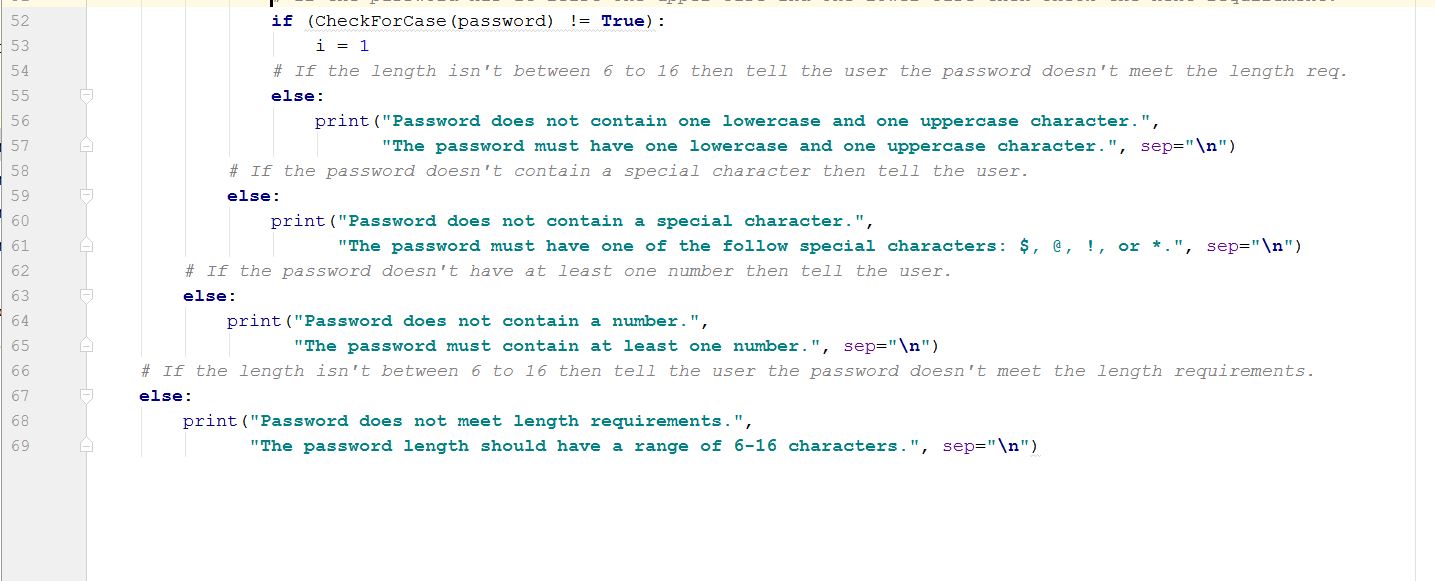 52 if (CheckForCase(password) != True):
53 i = 1
54 # If the length isn't between 6 to 16 then tell the user the password doesn't meet the length req.
55 else:
56 print("Password does not contain one lowercase and one uppercase character.",
57 "The password must have one lowercase and one uppercase character.", sep="\n")
58 # If the password doesn't contain a special character then tell the user.
59 else:
60 print("Password does not contain a special character.",
61 "The password must have one of the follow special characters: $, @, !, or *.", sep="\n")
62 # If the password doesn't have at least one number then tell the user.
63 else:
64 print("Password does not contain a number.",
65 "The password must contain at least one number.", sep="\n")
66 # If the length isn't between 6 to 16 then tell the user the password doesn't meet the length requirements.
67 else:
68 print("Password does not meet length requirements.",
69 "The password length should have a range of 6-16 characters.", sep="\n")